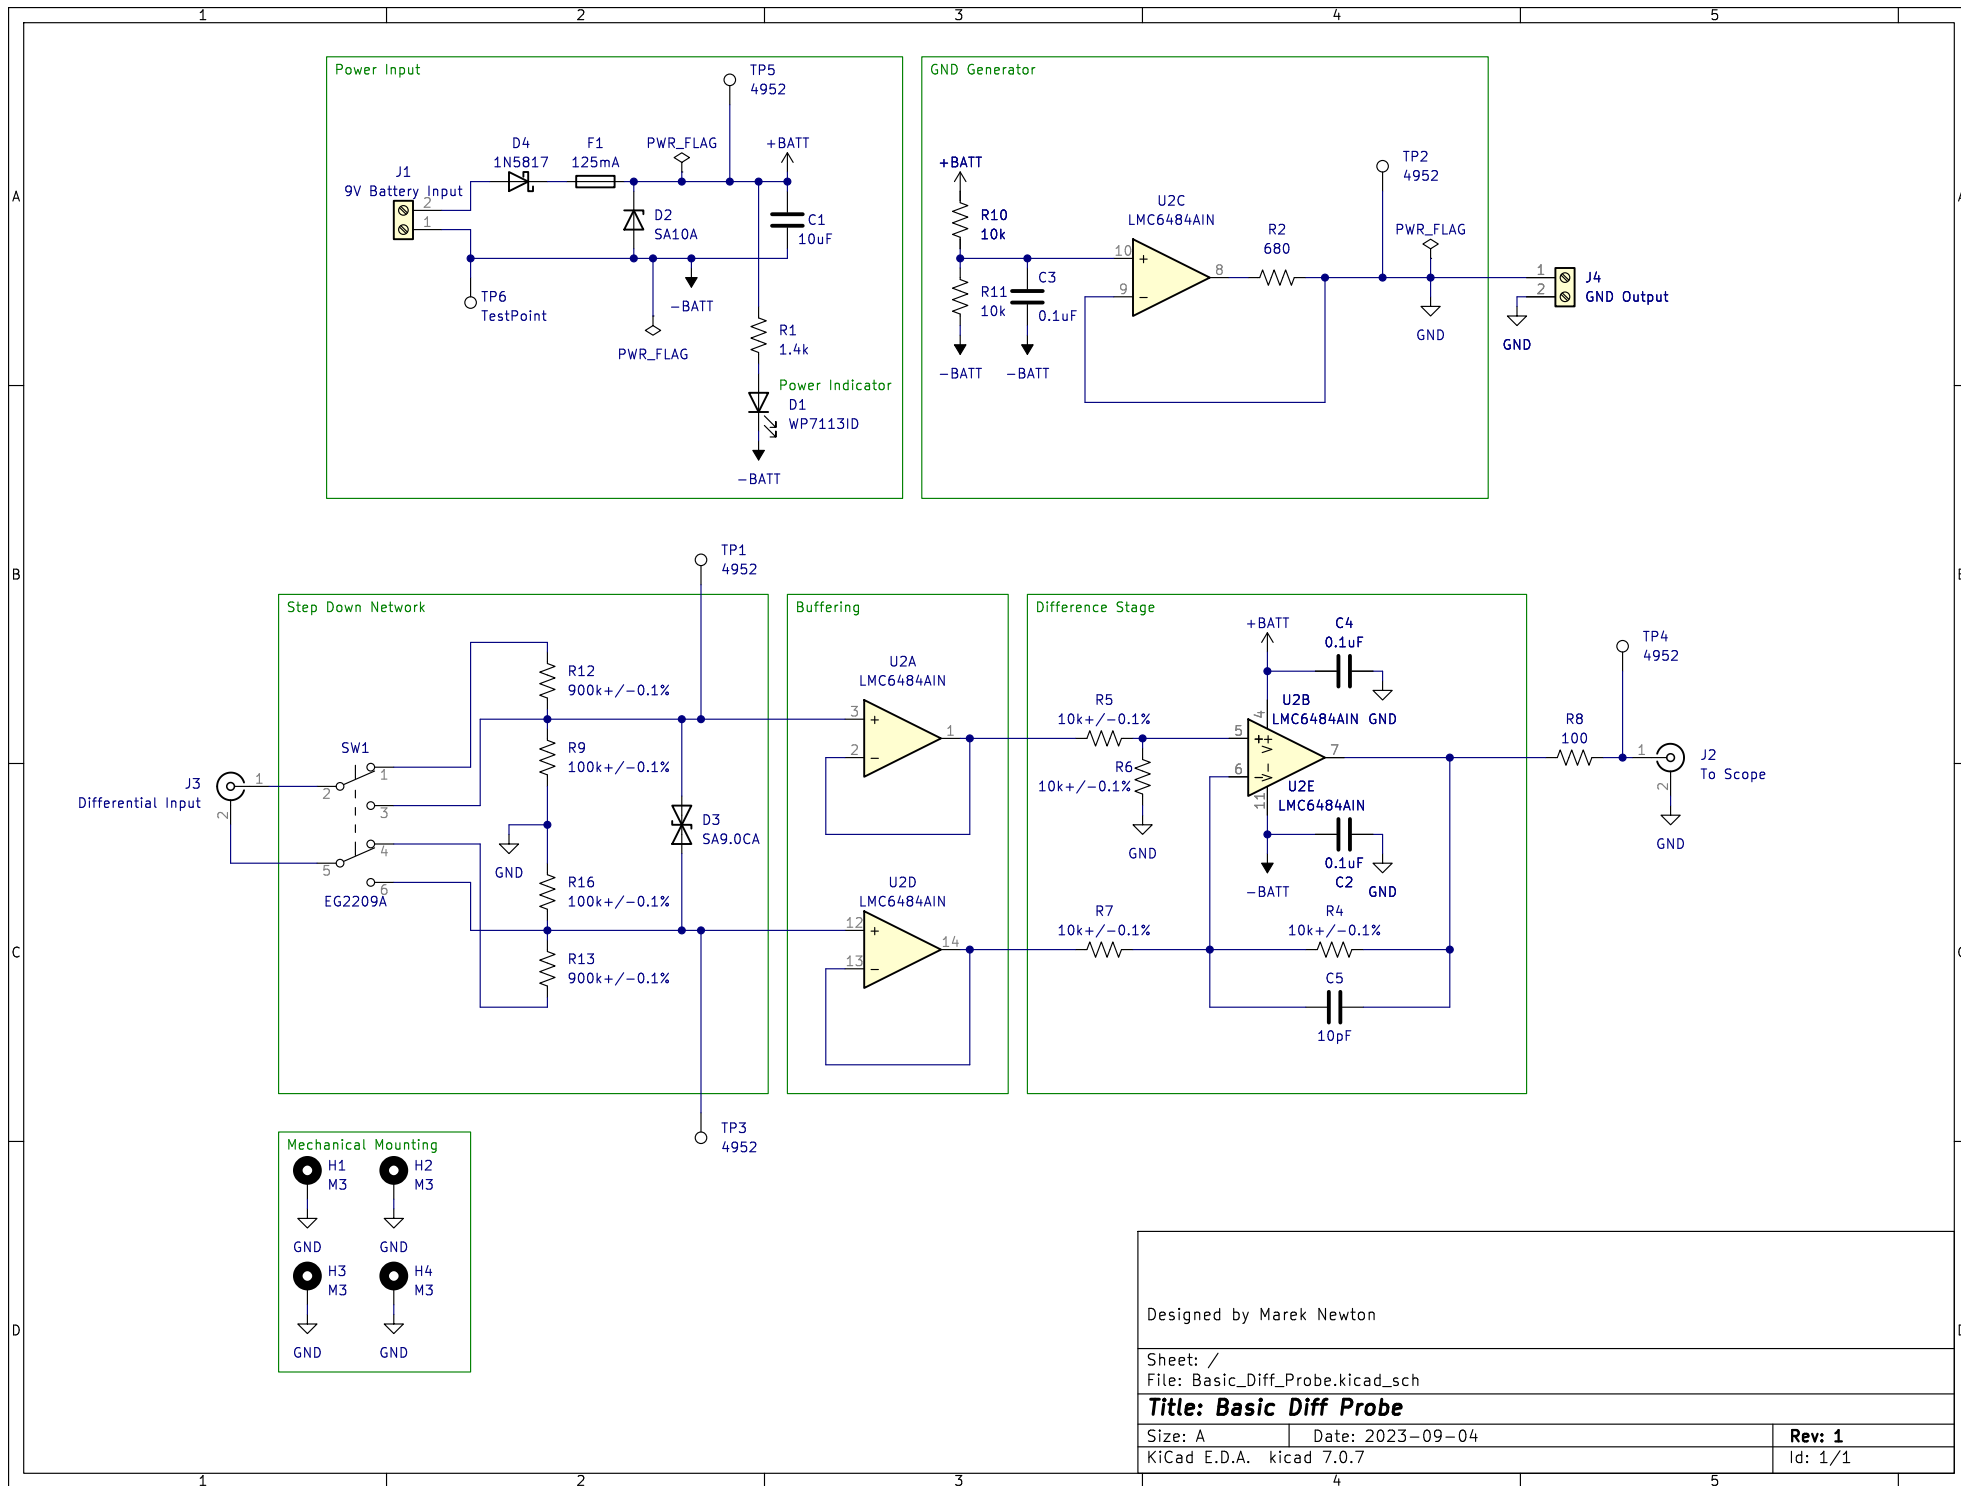 1 2 3 4 5
A
B
C
D
Power Input
TP5
4952
D4
1N5817
F1
125mA
PWR_FLAG
+BATT
J1
9V Battery Input
2
1
D2
SA10A
C1
10uF
TP6
TestPoint
-BATT
PWR_FLAG
R1
1.4k
Power Indicator
D1
WP7113ID
-BATT
GND Generator
+BATT
R10
10k
R11
10k
C3
0.1uF
-BATT
-BATT
U2C
LMC6484AIN
10
+
9
-
8
R2
680
TP2
4952
PWR_FLAG
GND
1
2
J4
GND Output
GND
TP1
4952
Step Down Network
R12
900k+/-0.1%
R9
100k+/-0.1%
SW1
1
2
3
4
5
6
EG2209A
J3
Differential Input
1
2
GND
R16
100k+/-0.1%
R13
900k+/-0.1%
D3
SA9.0CA
TP3
4952
Buffering
U2A
LMC6484AIN
3
+
2
-
1
U2D
LMC6484AIN
12
+
13
-
14
Difference Stage
+BATT
C4
0.1uF
GND
R5
10k+/-0.1%
R6
10k+/-0.1%
GND
U2B
LMC6484AIN
4
5
+
V+
6
-
V-
7
11
U2E
LMC6484AIN
0.1uF
C2
GND
-BATT
R7
10k+/-0.1%
R4
10k+/-0.1%
C5
10pF
TP4
4952
R8
100
1
2
J2
To Scope
GND
Mechanical Mounting
H1
M3
GND
H2
M3
GND
H3
M3
GND
H4
M3
GND
Designed by Marek Newton
Sheet: /
File: Basic_Diff_Probe.kicad_sch
Title: Basic Diff Probe
Size: A Date: 2023-09-04 Rev: 1
KiCad E.D.A. kicad 7.0.7 Id: 1/1
1 2 3 4 5